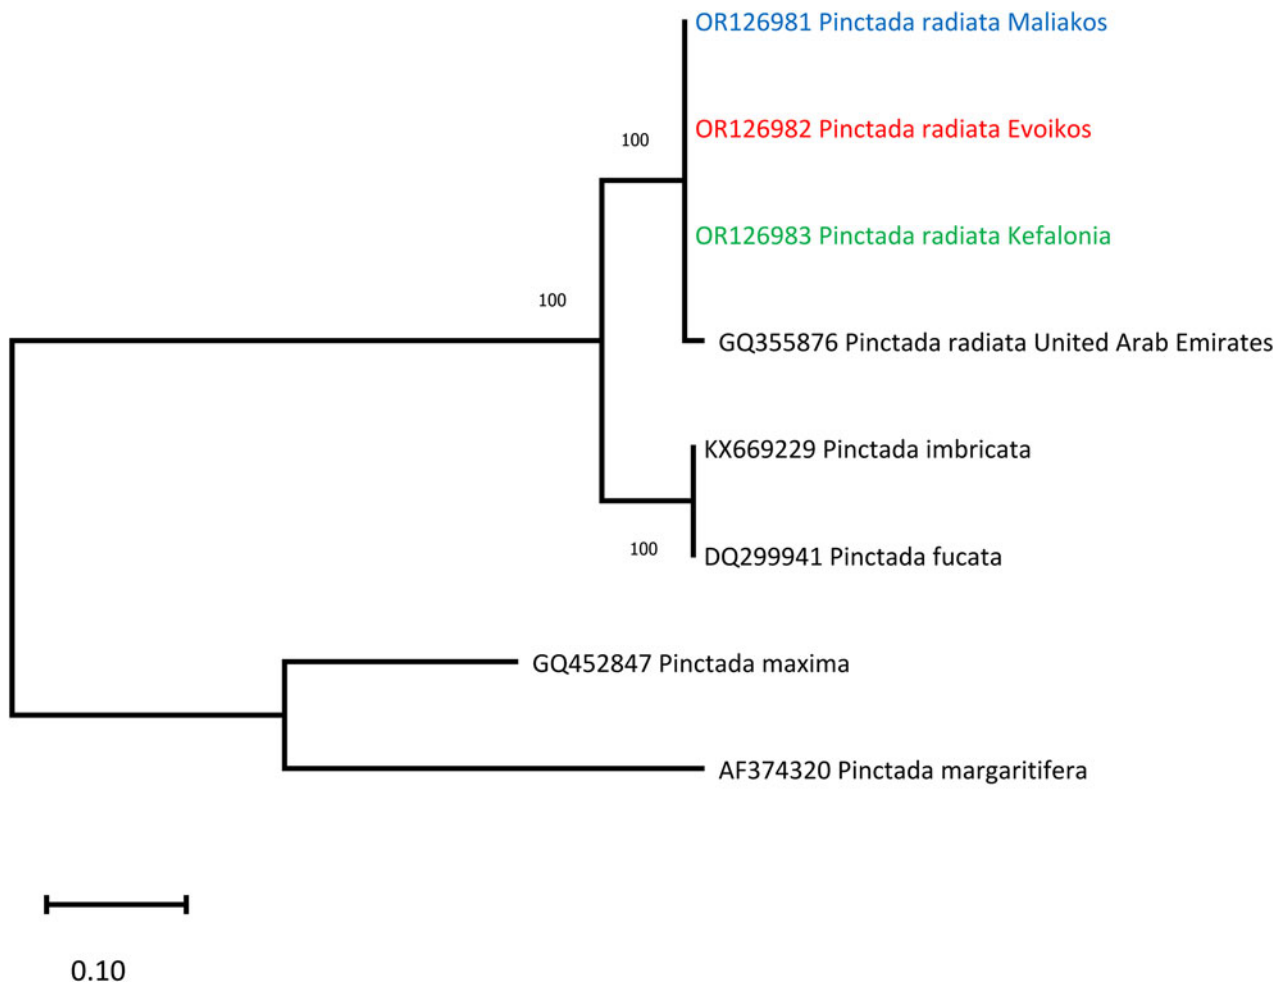 OR126981 Pinctada radiata Maliakos
OR126982 Pinctada radiata Evoikos
100
OR126983 Pinctada radiata Kefalonia
100
GQ355876 Pinctada radiata United Arab Emirates
KX669229 Pinctada imbricata
100
DQ299941 Pinctada fucata
GQ452847 Pinctada maxima
AF374320 Pinctada margaritifera
0.10